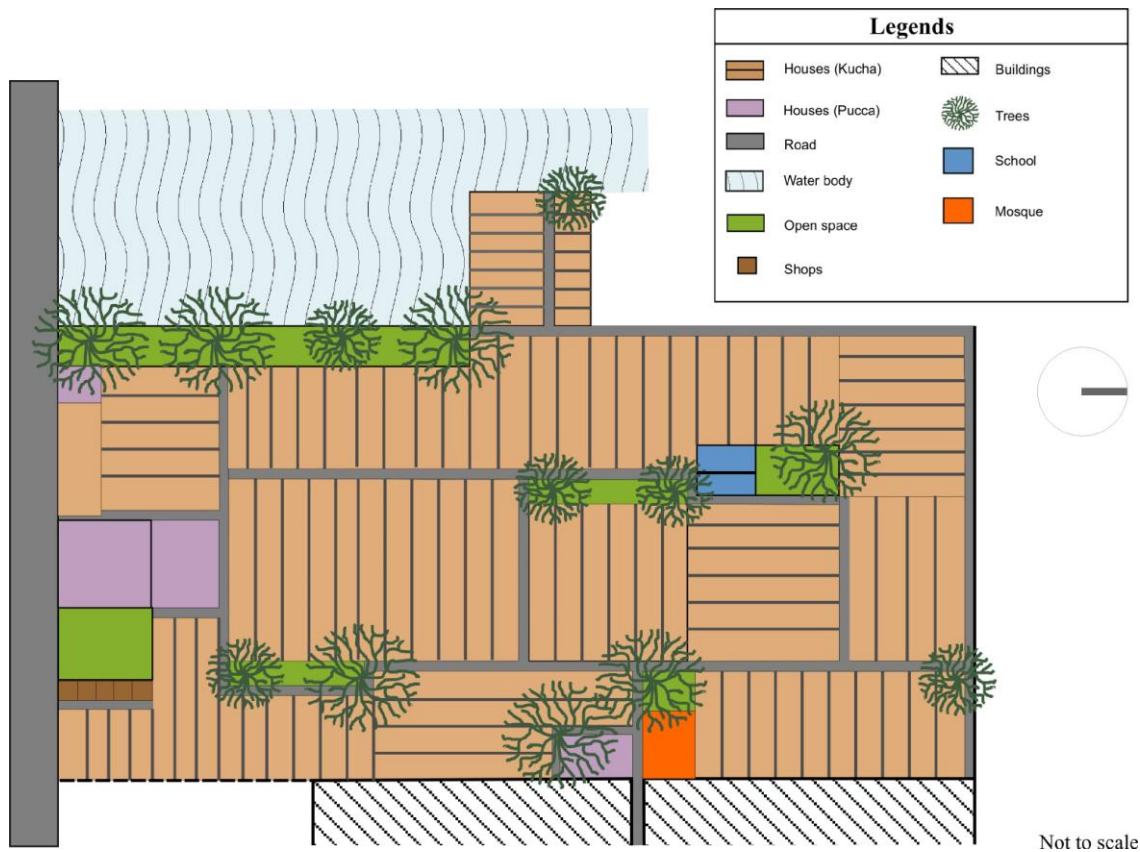 Legends
Houses (Kucha)
Buildings
Houses (Pucca)
Trees
Road
School
Water body
Mosque
Open space
Shops
Not to scale